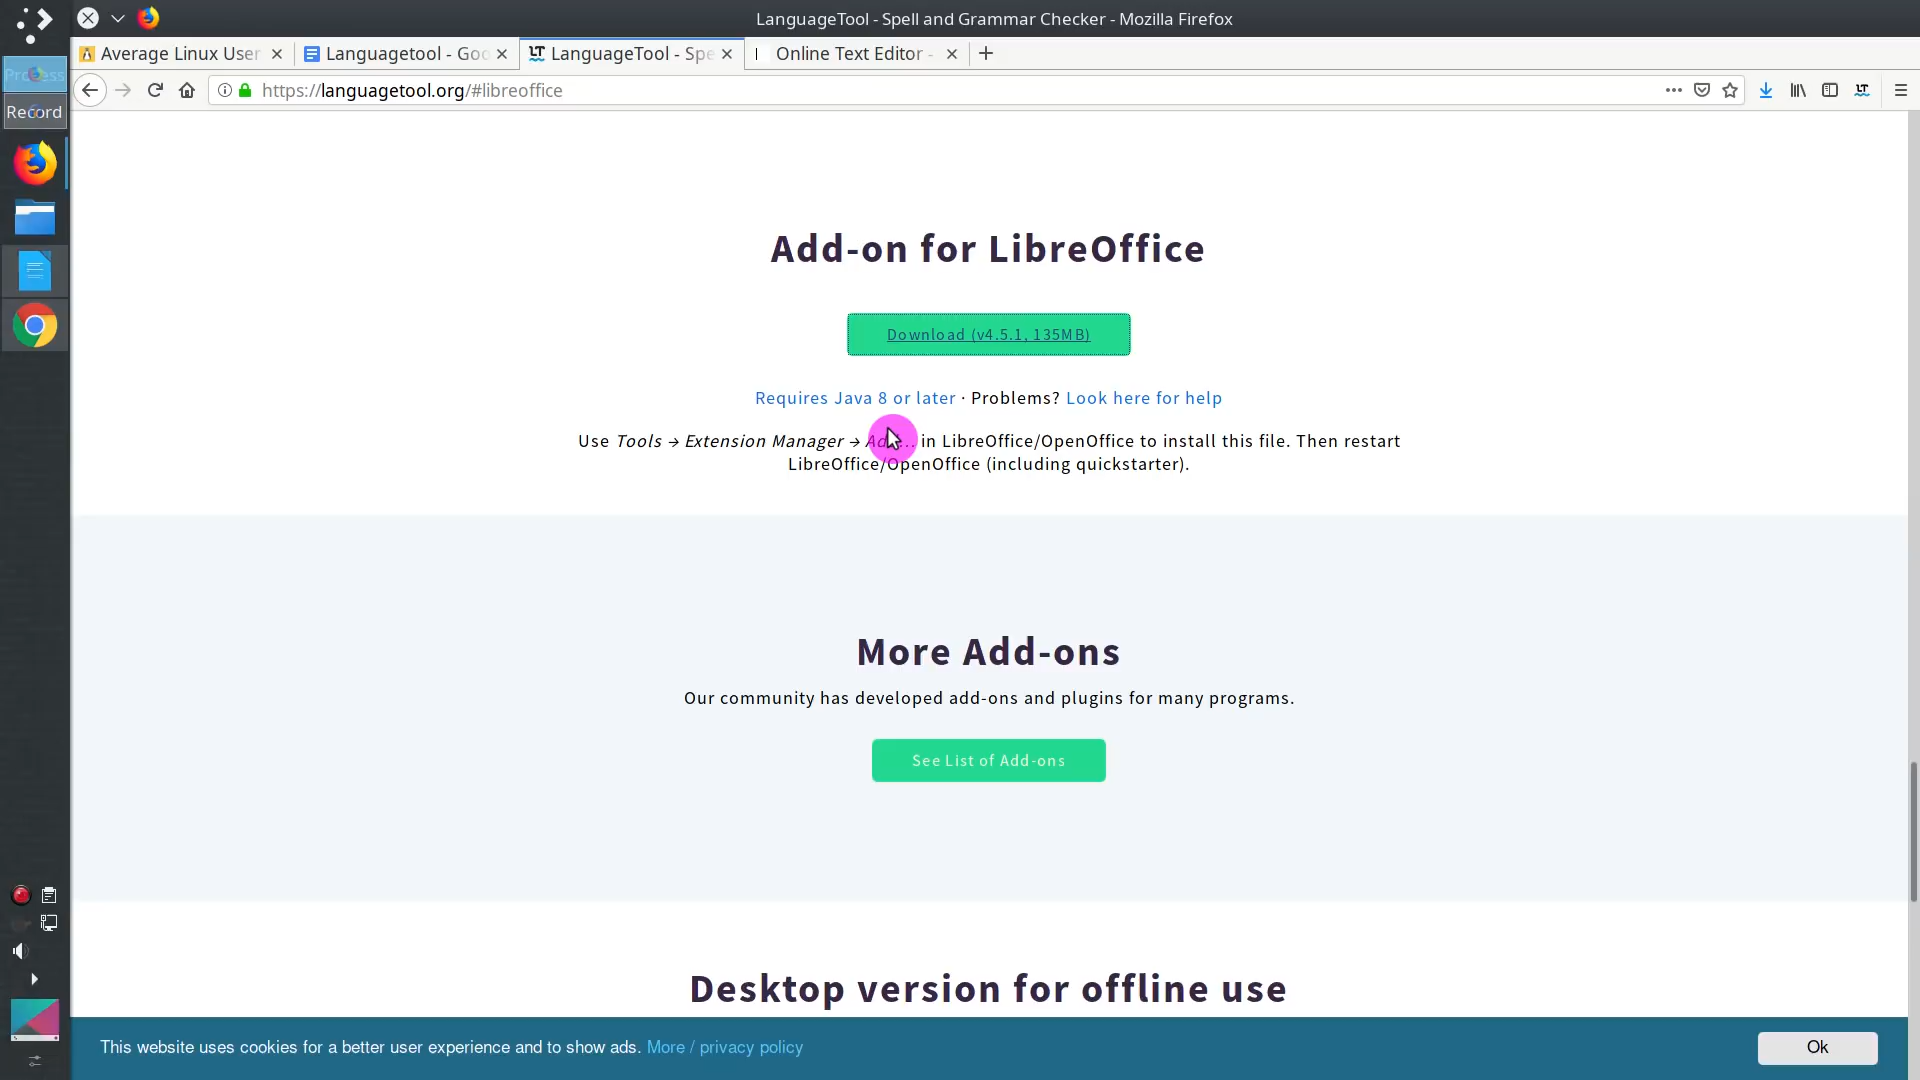 LanguageTool - Spell and Grammar Checker - Mozilla Firefox
Average Linux User
Languagetool - Goo
LanguageTool - Spe
Online Text Editor -
https://languagetool.org/#libreoffice
Process
Record
Add-on for LibreOffice
Download (v4.5.1, 135MB)
Requires Java 8 or later · Problems? Look here for help
Use Tools → Extension Manager → Add... in LibreOffice/OpenOffice to install this file. Then restart
LibreOffice/OpenOffice (including quickstarter).
More Add-ons
Our community has developed add-ons and plugins for many programs.
See List of Add-ons
Desktop version for offline use
This website uses cookies for a better user experience and to show ads. More / privacy policy
Ok